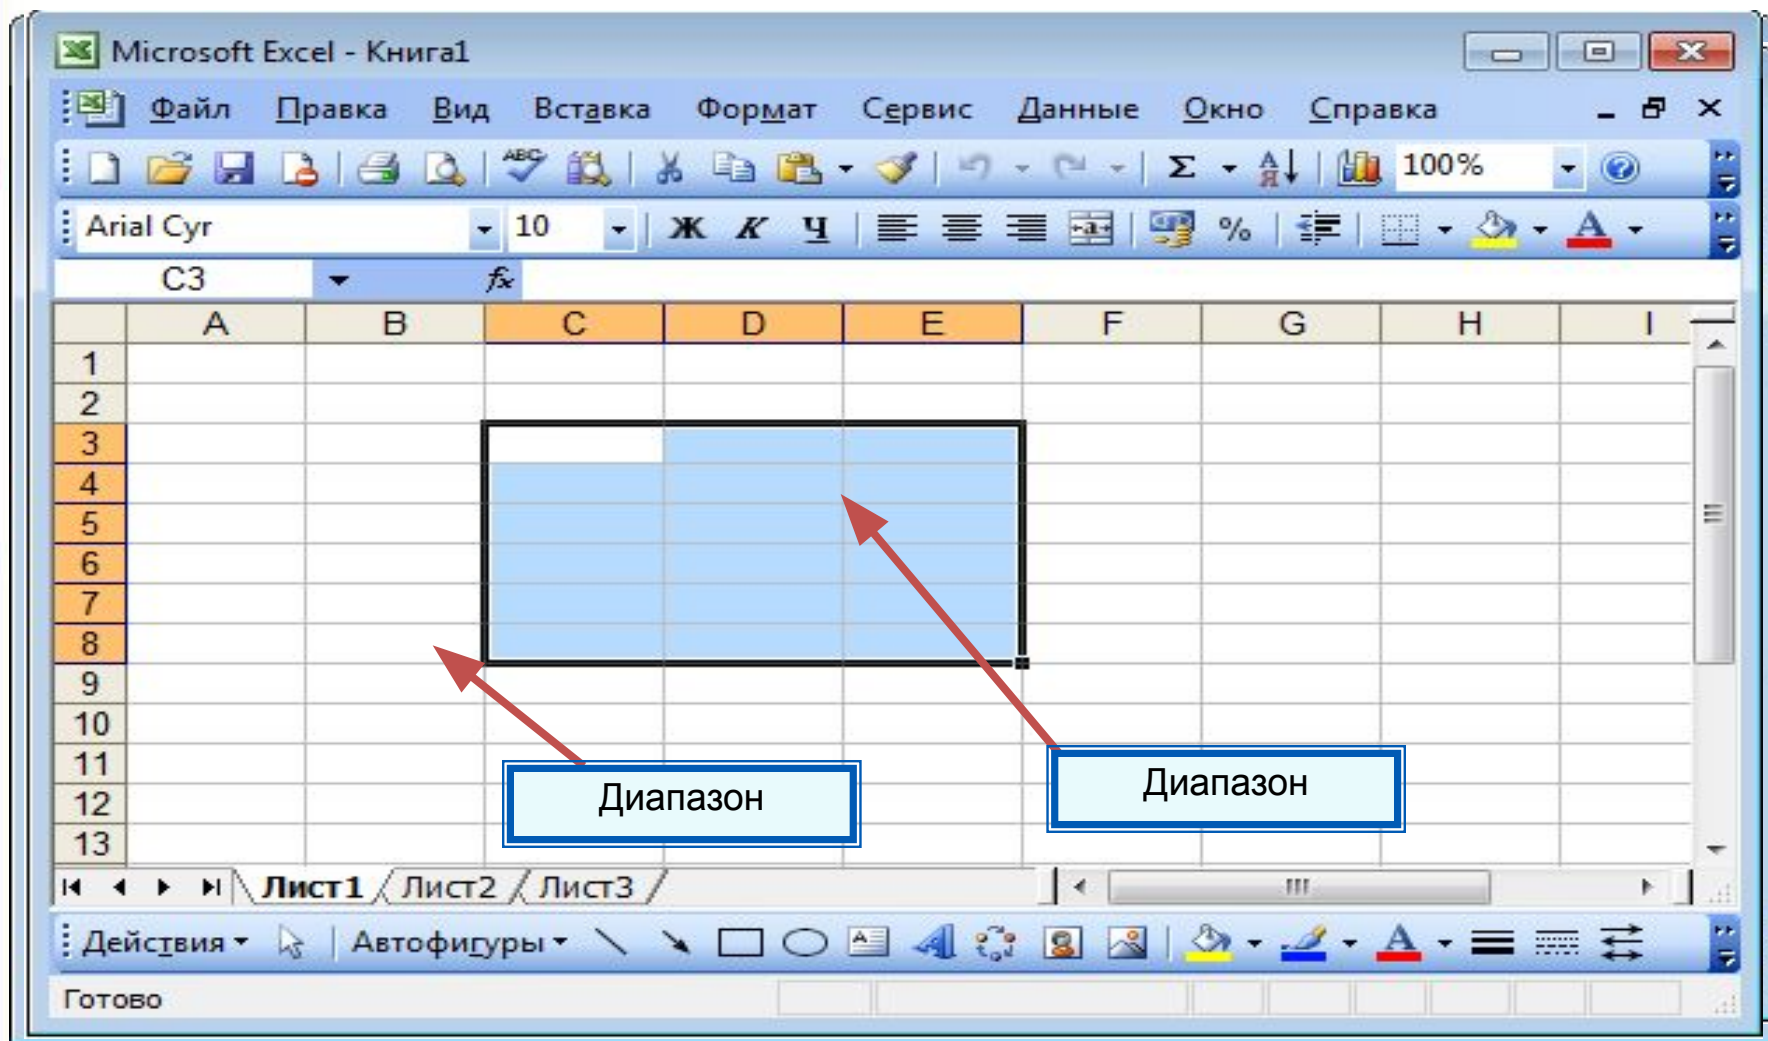 Microsoft Excel - Книга1
Файл Правка Вид Вставка Формат Сервис Данные Окно Справка
ABC Σ А Я 100% ?
Arial Cyr 10 Ж К Ч a % A
C3 fx
A B C D E F G H I
1
2
3
4
5
6
7
8
9
10
11
12
13
Диапазон Диапазон
Лист1 Лист2 Лист3
Действия Автофигуры A A A
Готово